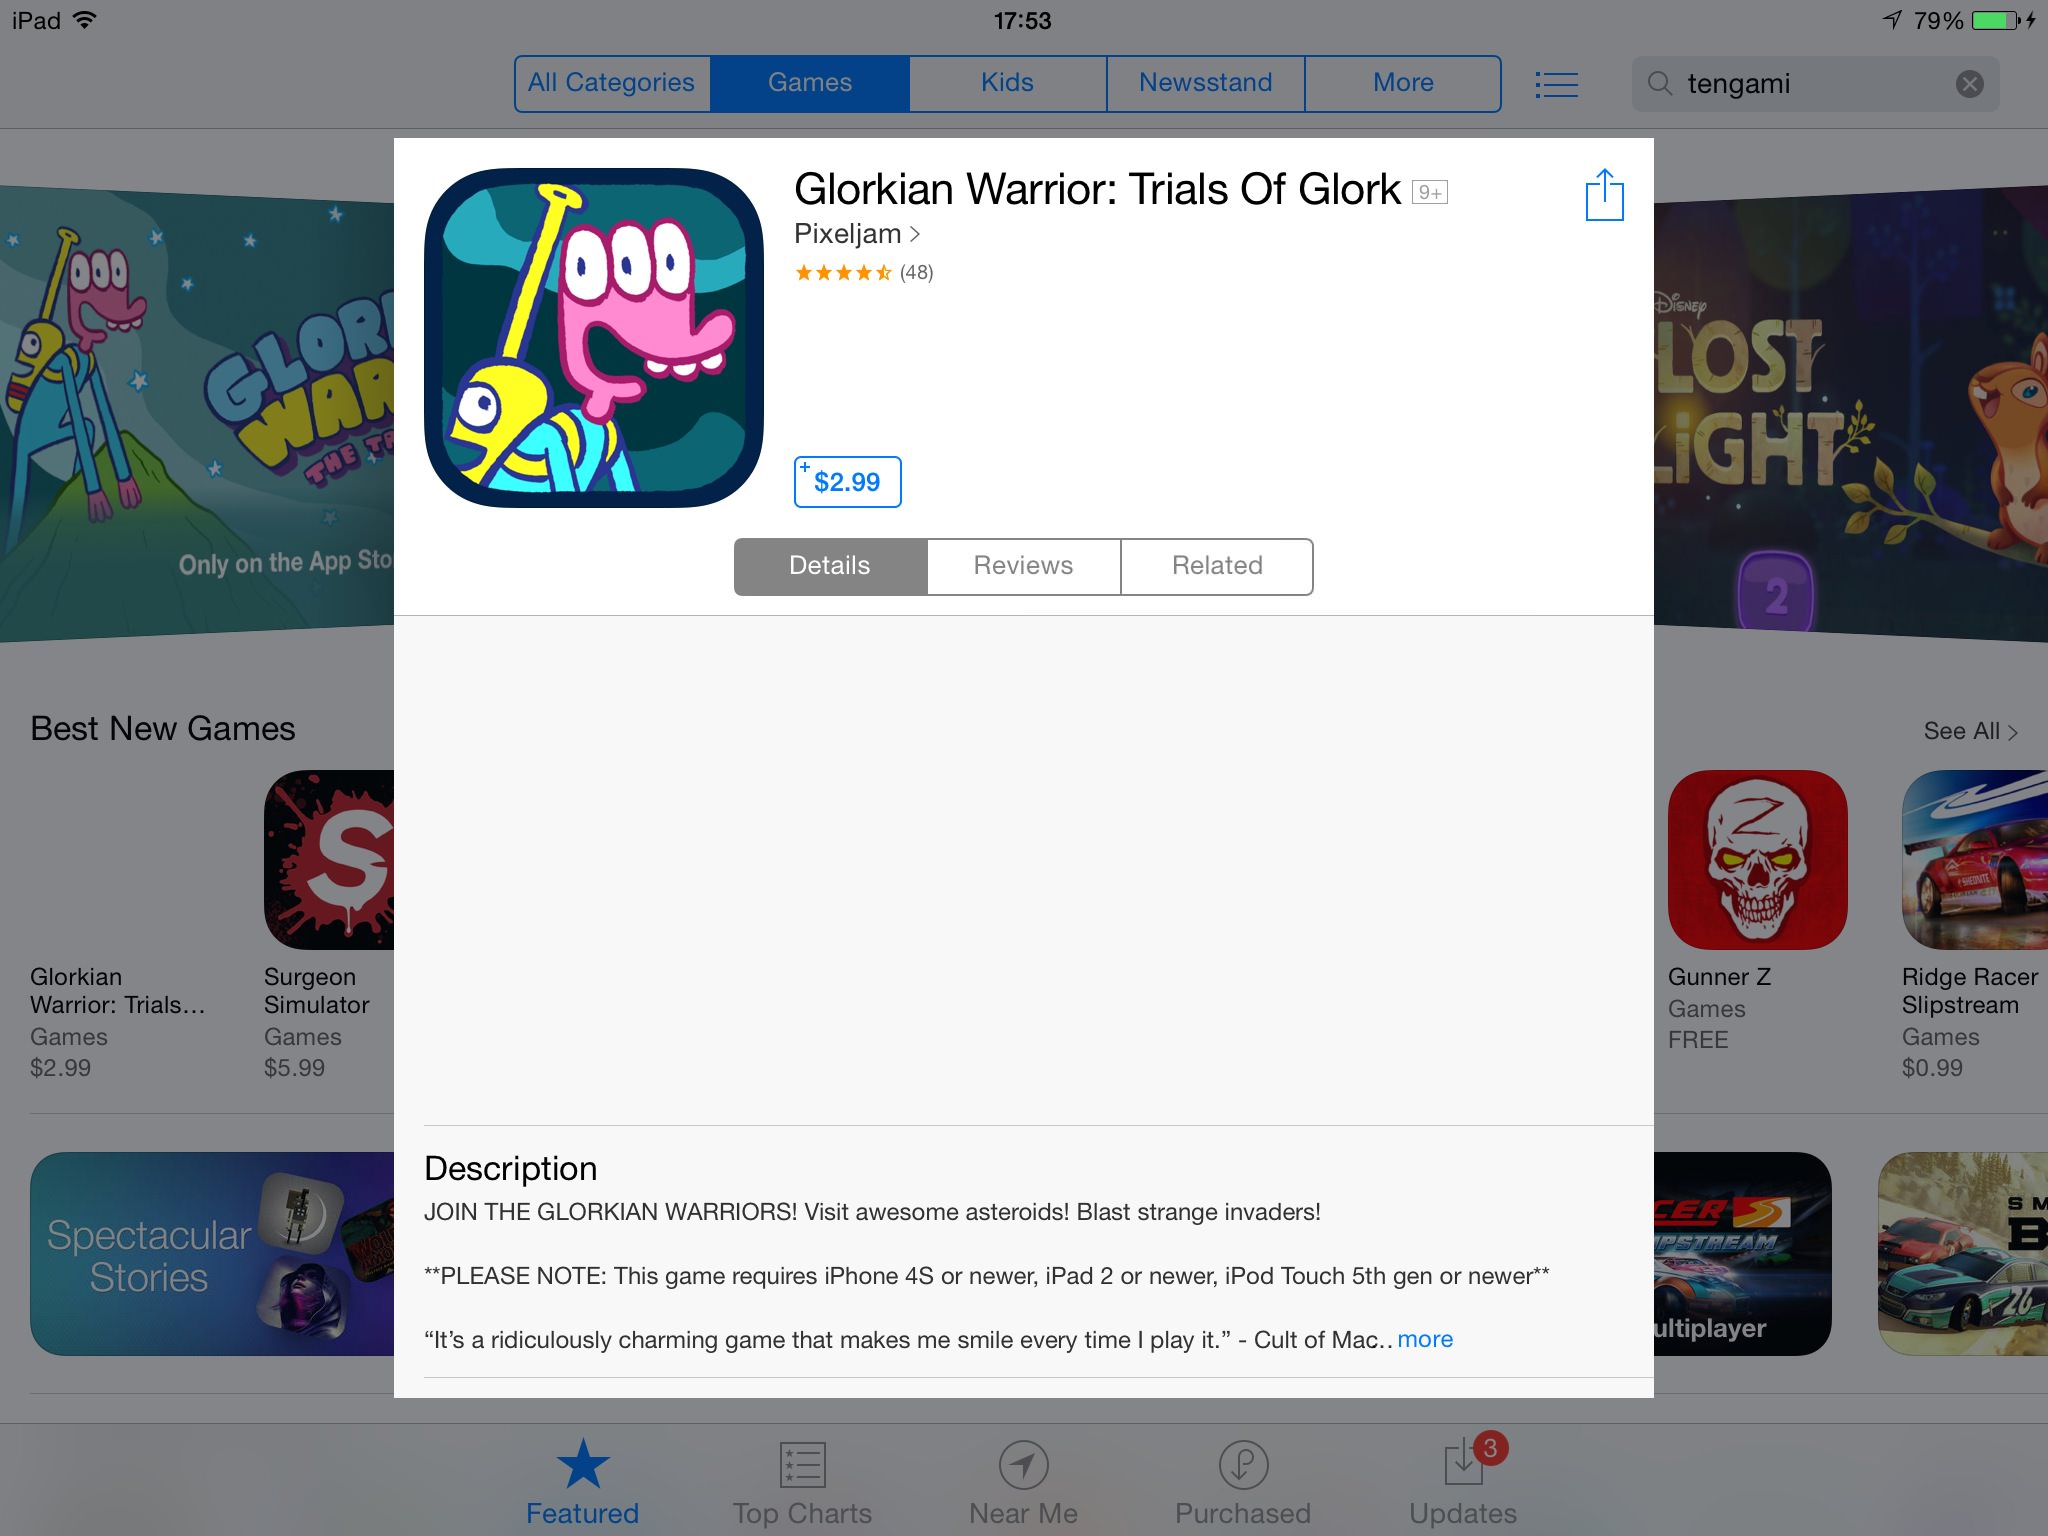 iPad
17:53
79%
All Categories
Games
Kids
Newsstand
More
tengami
Glorkian Warrior: Trials Of Glork 9+
Pixeljam
(48)
+ $2.99
Details
Reviews
Related
Only on the App Sto
DISNEY
LOST
LIGHT
2
Best New Games
See All
S
Z
Glorkian
Warrior: Trials...
Games
$2.99
Surgeon
Simulator
Games
$5.99
Gunner Z
Games
FREE
Ridge Racer
Slipstream
Games
$0.99
Description
JOIN THE GLORKIAN WARRIORS! Visit awesome asteroids! Blast strange invaders!
**PLEASE NOTE: This game requires iPhone 4S or newer, iPad 2 or newer, iPod Touch 5th gen or newer**
“It’s a ridiculously charming game that makes me smile every time I play it.” - Cult of Mac... more
Spectacular
Stories
ultiplayer
26
Featured
Top Charts
Near Me
Purchased
Updates
3